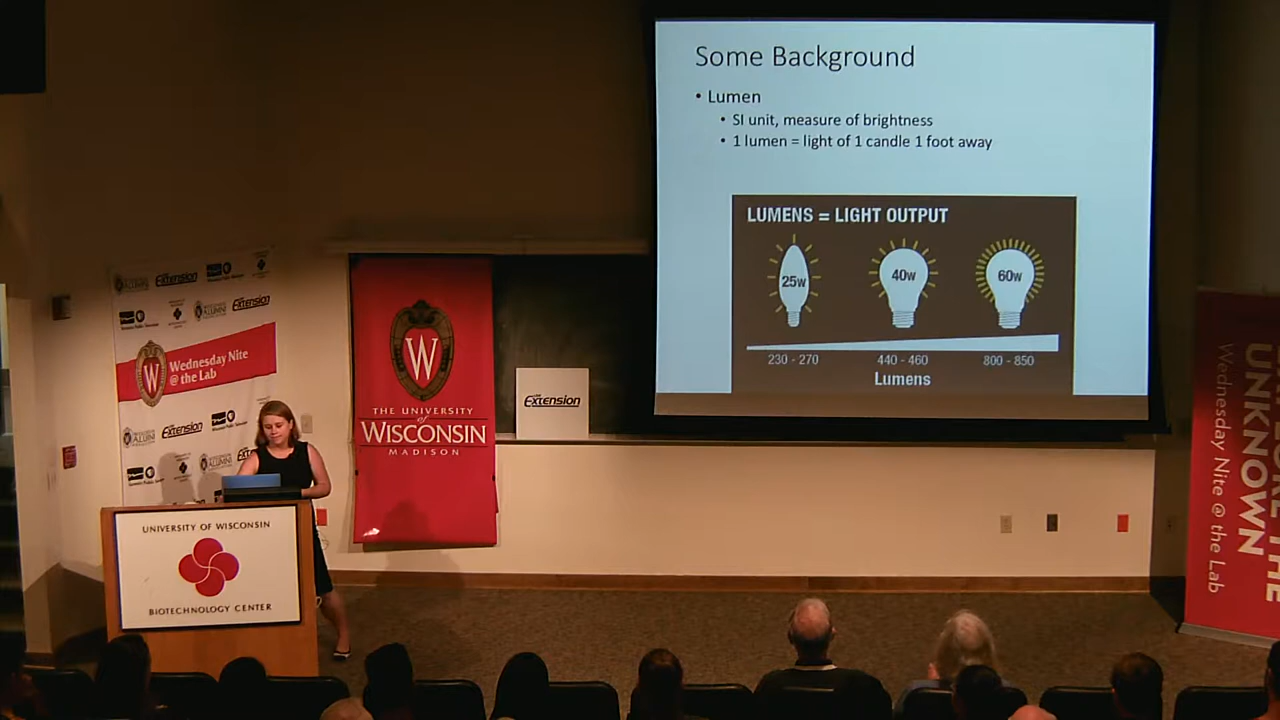 Some Background
• Lumen
• SI unit, measure of brightness
• 1 lumen = light of 1 candle 1 foot away
LUMENS = LIGHT OUTPUT
25w
40w
60w
230 - 270
440 - 460
800 - 850
Lumens
Extension
Extension
Wednesday Nite
@ the Lab
Extension
W
THE UNIVERSITY
of
WISCONSIN
MADISON
Extension
UNIVERSITY OF WISCONSIN
BIOTECHNOLOGY CENTER
THE
UNKNOWN
Wednesday Nite @ the Lab